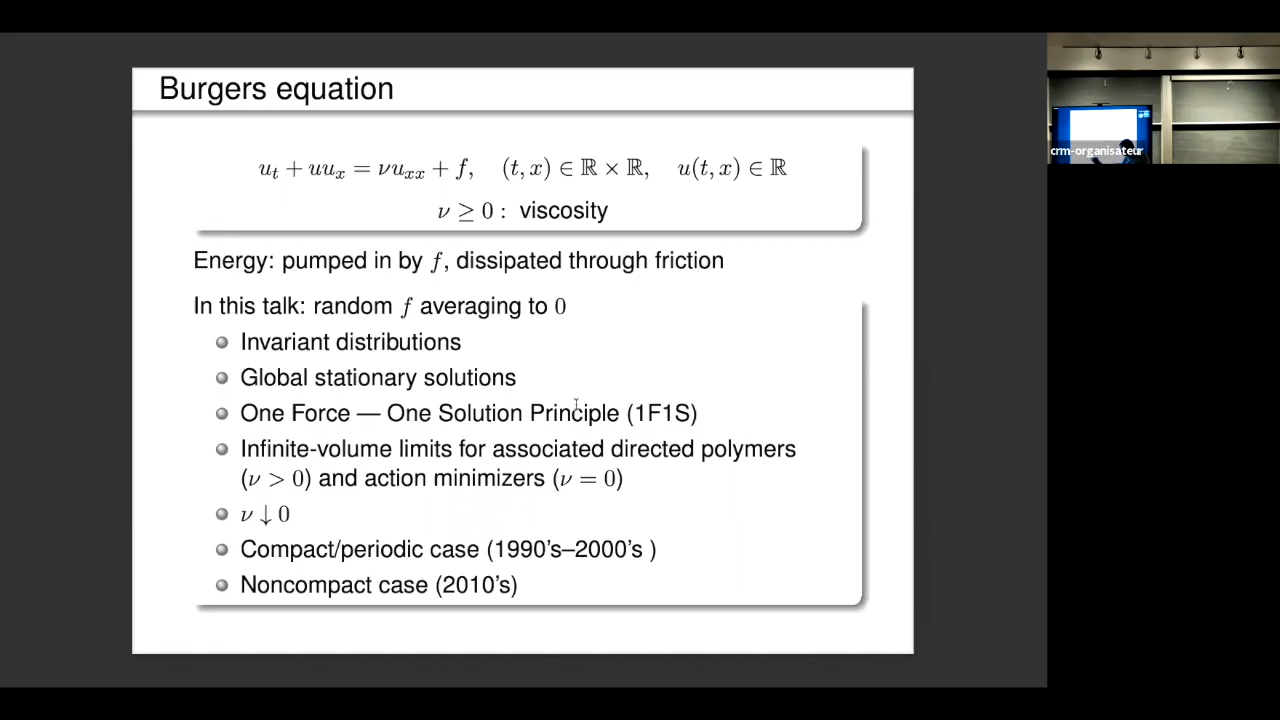 Burgers equation
u_t + uu_x = νu_xx + f, (t, x) ∈ ℝ × ℝ, u(t, x) ∈ ℝ
ν ≥ 0 : viscosity
Energy: pumped in by f, dissipated through friction
In this talk: random f averaging to 0
Invariant distributions
Global stationary solutions
One Force — One Solution Principle (1F1S)
Infinite-volume limits for associated directed polymers
(ν > 0) and action minimizers (ν = 0)
ν ↓ 0
Compact/periodic case (1990's–2000's )
Noncompact case (2010's)
crm-organisateur